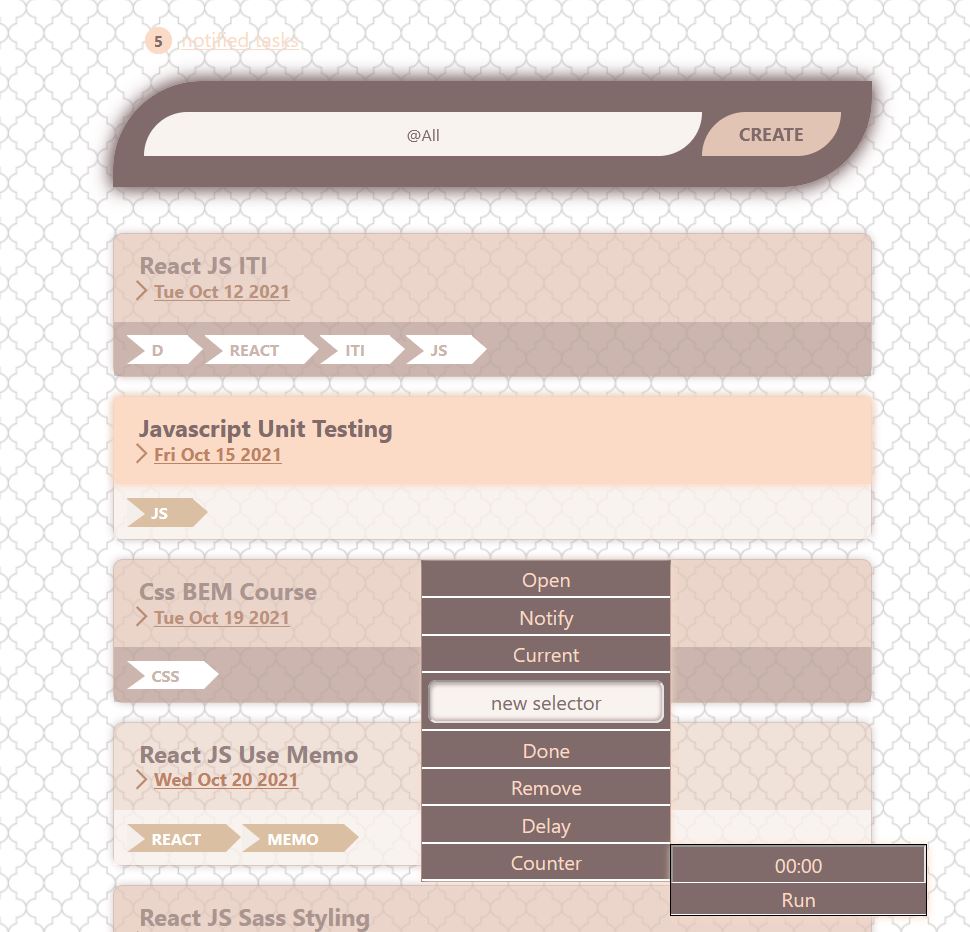 5 notified tasks
@All CREATE
React JS ITI
Tue Oct 12 2021
D REACT ITI JS
Javascript Unit Testing
Fri Oct 15 2021
JS
Css BEM Course
Tue Oct 19 2021
CSS
React JS Use Memo
Wed Oct 20 2021
REACT MEMO
React JS Sass Styling
Open
Notify
Current
new selector
Done
Remove
Delay
Counter
00:00
Run